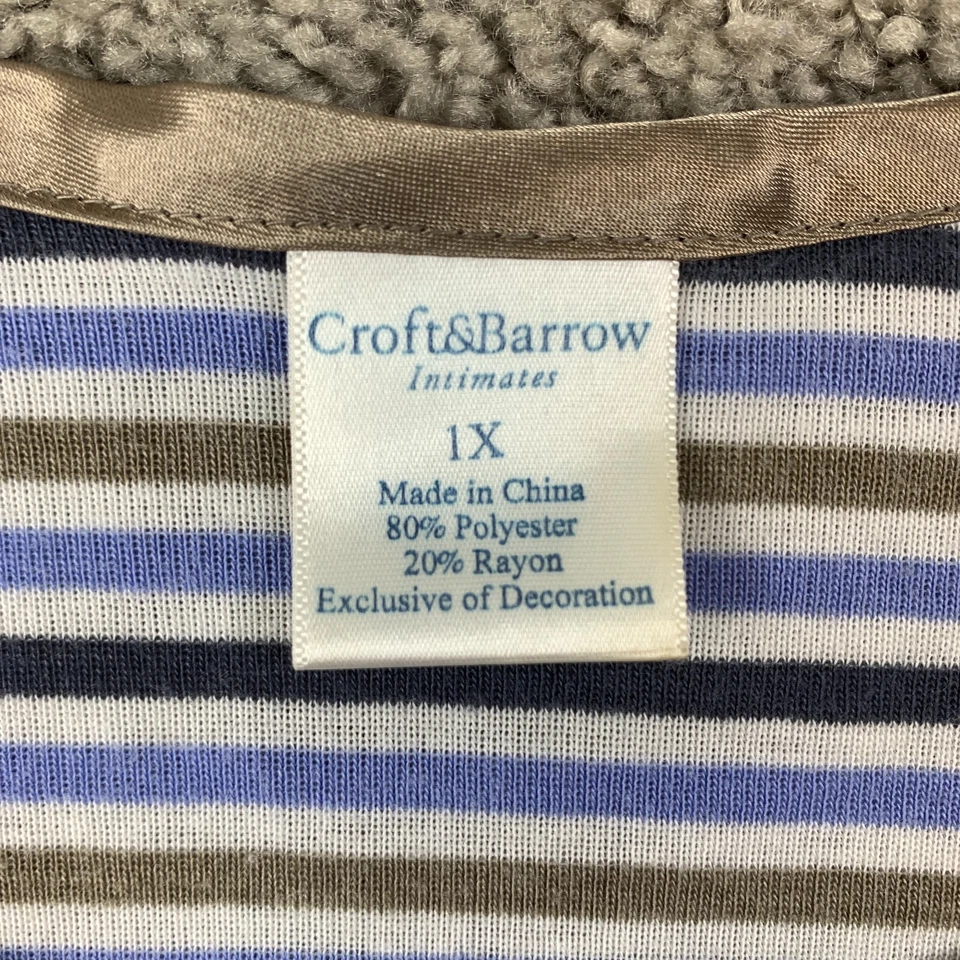 Croft&Barrow
Intimates
1X
Made in China
80% Polyester
20% Rayon
Exclusive of Decoration